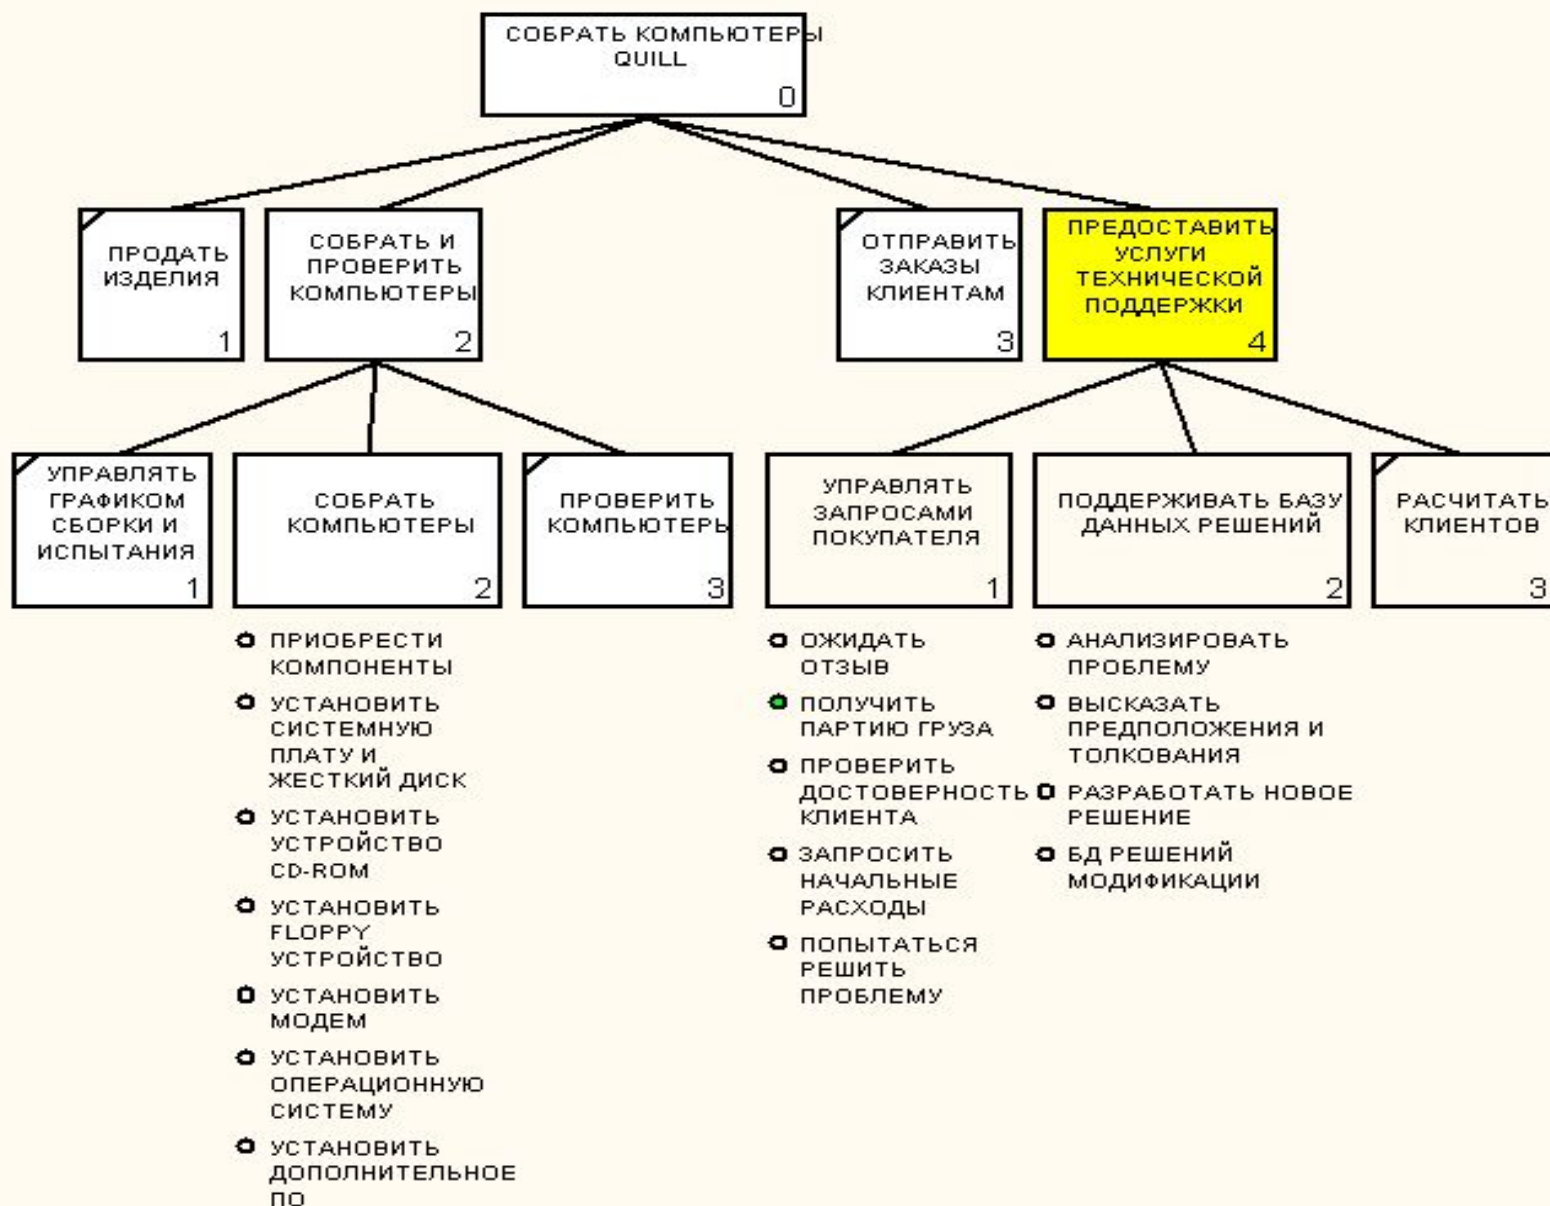 СОБРАТЬ КОМПЬЮТЕРЫ
QUILL
0
ПРОДАТЬ
ИЗДЕЛИЯ
1
СОБРАТЬ И
ПРОВЕРИТЬ
КОМПЬЮТЕРЫ
2
ОТПРАВИТЬ
ЗАКАЗЫ
КЛИЕНТАМ
3
ПРЕДОСТАВИТЬ
УСЛУГИ
ТЕХНИЧЕСКОЙ
ПОДДЕРЖКИ
4
УПРАВЛЯТЬ
ГРАФИКОМ
СБОРКИ И
ИСПЫТАНИЯ
1
СОБРАТЬ
КОМПЬЮТЕРЫ
2
ПРОВЕРИТЬ
КОМПЬЮТЕРЫ
3
УПРАВЛЯТЬ
ЗАПРОСАМИ
ПОКУПАТЕЛЯ
1
ПОДДЕРЖИВАТЬ БАЗУ
ДАННЫХ РЕШЕНИЙ
2
РАСЧИТАТЬ
КЛИЕНТОВ
3
ПРИОБРЕСТИ
КОМПОНЕНТЫ
УСТАНОВИТЬ
СИСТЕМНУЮ
ПЛАТУ И
ЖЕСТКИЙ ДИСК
УСТАНОВИТЬ
УСТРОЙСТВО
CD-ROM
УСТАНОВИТЬ
FLOPPY
УСТРОЙСТВО
УСТАНОВИТЬ
МОДЕМ
УСТАНОВИТЬ
ОПЕРАЦИОННУЮ
СИСТЕМУ
УСТАНОВИТЬ
ДОПОЛНИТЕЛЬНОЕ
ПО
ОЖИДАТЬ
ОТЗЫВ
ПОЛУЧИТЬ
ПАРТИЮ ГРУЗА
ПРОВЕРИТЬ
ДОСТОВЕРНОСТЬ
КЛИЕНТА
ЗАПРОСИТЬ
НАЧАЛЬНЫЕ
РАСХОДЫ
ПОПЫТАТЬСЯ
РЕШИТЬ
ПРОБЛЕМУ
АНАЛИЗИРОВАТЬ
ПРОБЛЕМУ
ВЫСКАЗАТЬ
ПРЕДПОЛОЖЕНИЯ И
ТОЛКОВАНИЯ
РАЗРАБОТАТЬ НОВОЕ
РЕШЕНИЕ
БД РЕШЕНИЙ
МОДИФИКАЦИИ